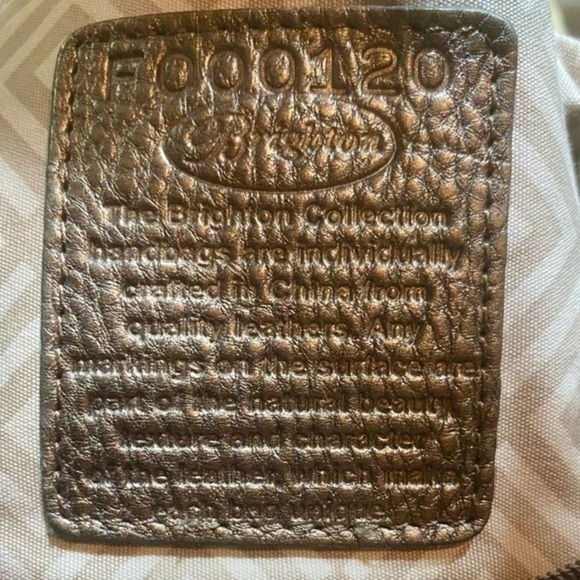 F000120
Brighton
The Brighton Collection
handbags are individually
crafted in China from
quality leathers. Any
markings on the surface are
part of the natural beauty,
texture and character
of the leather, which make
each bag unique.